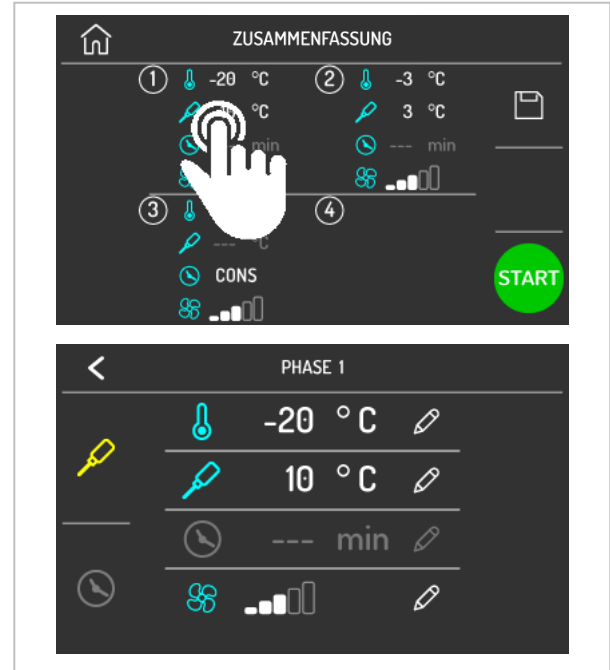 ZUSAMMENFASSUNG
1 -20 °C 2 -3 °C
°C 3 °C
min --- min
3 4
--- °C
CONS
START
PHASE 1
-20 °C
10 °C
--- min